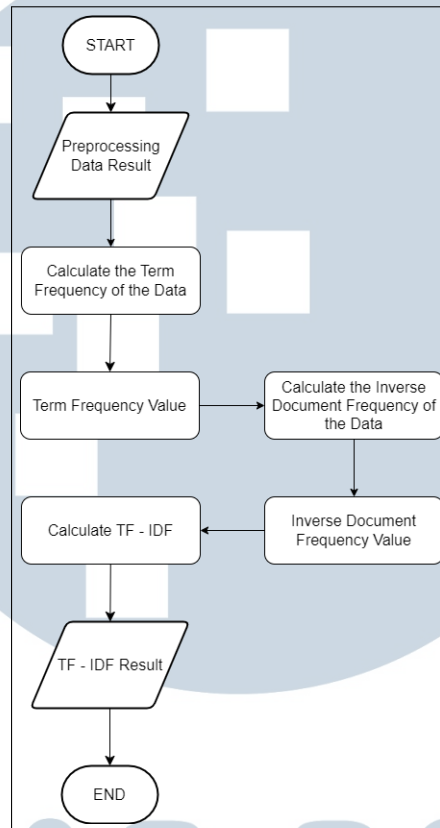 START
Preprocessing
Data Result
Calculate the Term
Frequency of the Data
Term Frequency Value
Calculate the Inverse
Document Frequency of
the Data
Calculate TF - IDF
Inverse Document
Frequency Value
TF - IDF Result
END